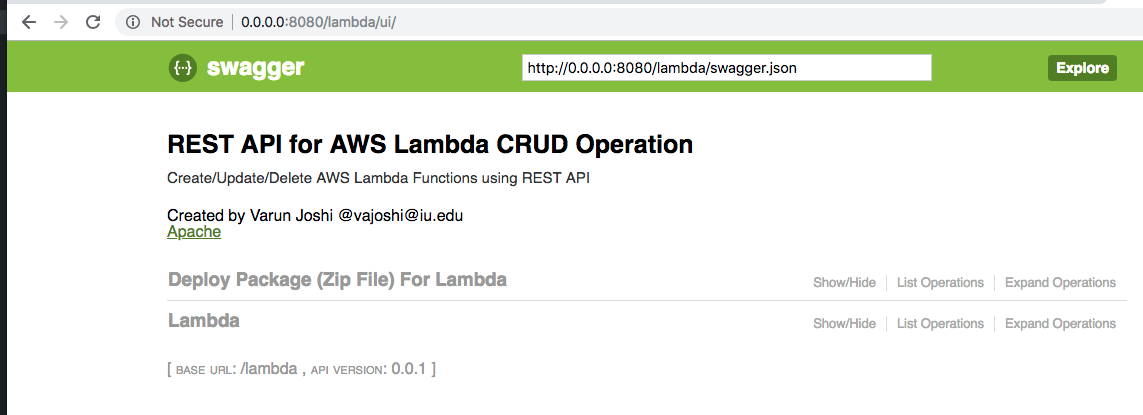 Not Secure | 0.0.0.0:8080/lambda/ui/
{···} swagger http://0.0.0.0:8080/lambda/swagger.json Explore
REST API for AWS Lambda CRUD Operation
Create/Update/Delete AWS Lambda Functions using REST API
Created by Varun Joshi @vajoshi@iu.edu
Apache
Deploy Package (Zip File) For Lambda Show/Hide List Operations Expand Operations
Lambda Show/Hide List Operations Expand Operations
[ BASE URL: /lambda , API VERSION: 0.0.1 ]